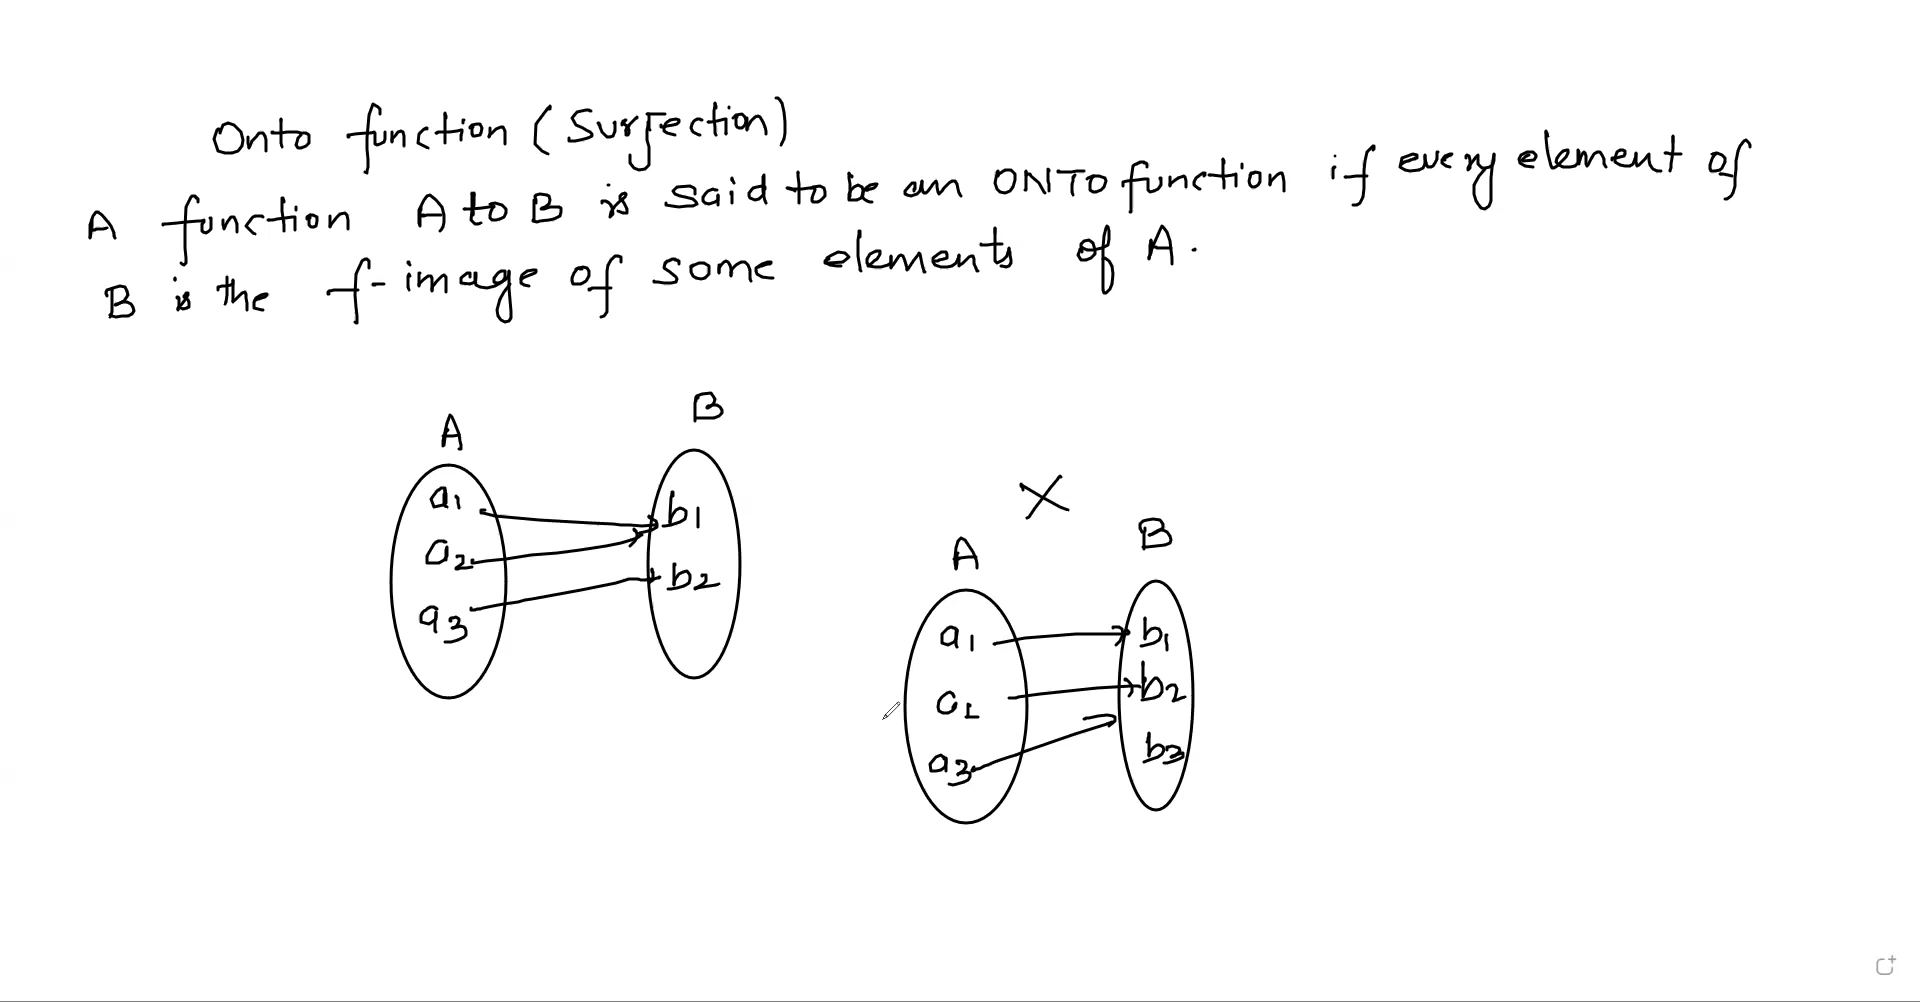 Onto function (Surjection)
A function A to B is said to be an ONTO function if every element of
B is the f-image of some elements of A.
A
B
a1
a2
a3
b1
b2
X
A
B
a1
a2
a3
b1
b2
b3